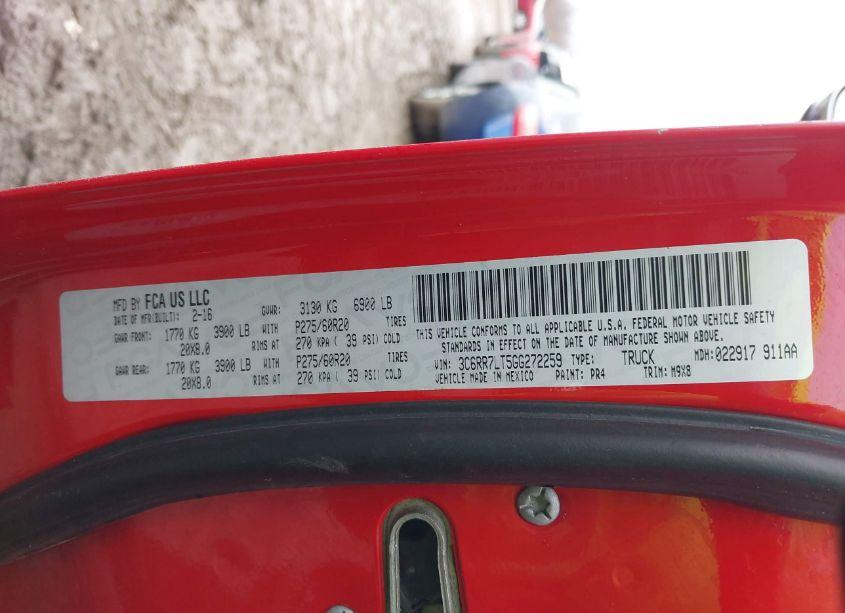 MFD BY FCA US LLC
DATE OF MFR(BUILT): 2-16 GVWR: 3130 KG 6900 LB
GAWR FRONT: 1770 KG 3900 LB WITH P275/60R20 TIRES
20X8.0 RIMS AT 270 KPA ( 39 PSI) COLD
GAWR REAR: 1770 KG 3900 LB WITH P275/60R20 TIRES
20X8.0 RIMS AT 270 KPA ( 39 PSI) COLD
THIS VEHICLE CONFORMS TO ALL APPLICABLE U.S.A. FEDERAL MOTOR VEHICLE SAFETY
STANDARDS IN EFFECT ON THE DATE OF MANUFACTURE SHOWN ABOVE.
VIN: 3C6RR7LT5GG272259 TYPE: TRUCK MDH: 022917 911AA
VEHICLE MADE IN MEXICO PAINT: PR4 TRIM: M9X8